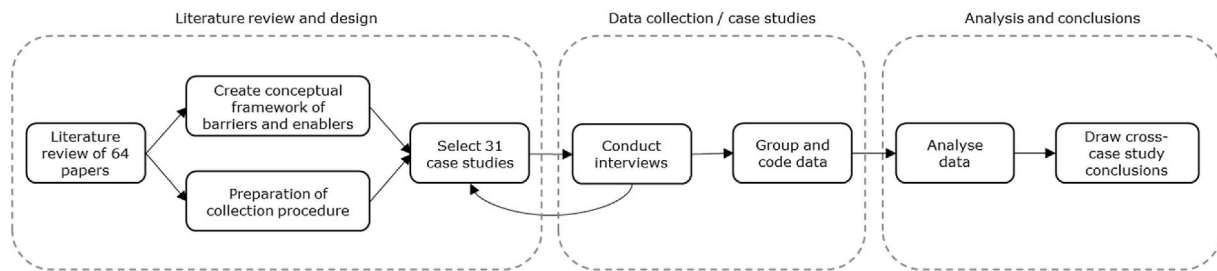 Literature review and design
Data collection / case studies
Analysis and conclusions
Literature
review of 64
papers
Create conceptual
framework of
barriers and enablers
Preparation of
collection procedure
Select 31
case studies
Conduct
interviews
Group and
code data
Analyse
data
Draw cross-
case study
conclusions